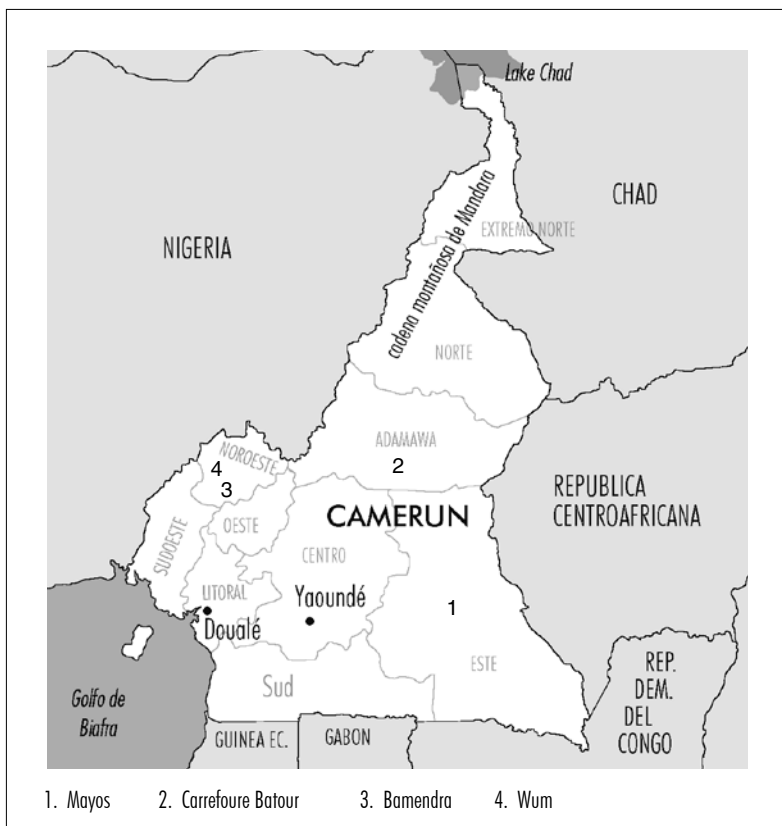 Lake Chad
CHAD
NIGERIA
cadena montañosa de Mandara
EXTREMO NORTE
NORTE
ADAMAWA
2
NOROESTE
4
3
REPUBLICA
CENTROAFRICANA
CAMERUN
OESTE
SUDOESTE
CENTRO
LITORAL
Yaoundé
1
Doualé
ESTE
REP.
DEM.
DEL
CONGO
Sud
Golfo de
Biafra
GUINEA EC.
GABON
1. Mayos 2. Carrefoure Batour 3. Bamendra 4. Wum